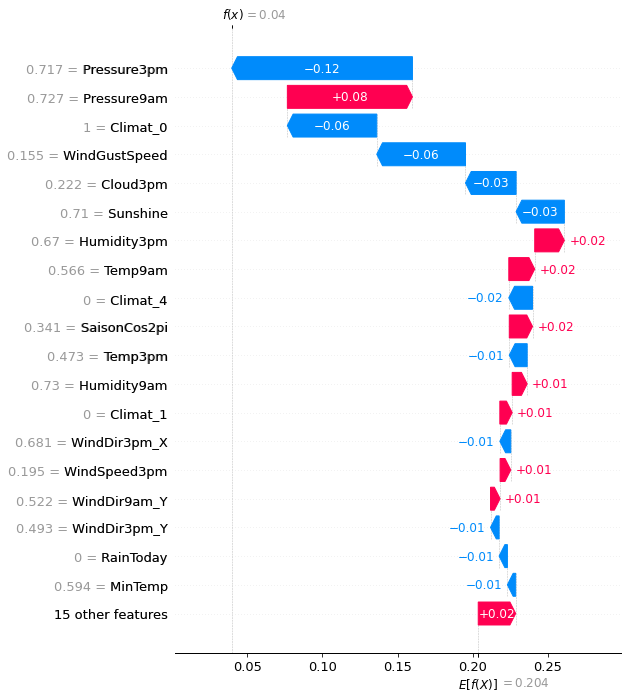 f(x) = 0.04
0.717 = Pressure3pm −0.12
0.727 = Pressure9am +0.08
1 = Climat_0 −0.06
0.155 = WindGustSpeed −0.06
0.222 = Cloud3pm −0.03
0.71 = Sunshine −0.03
0.67 = Humidity3pm +0.02
0.566 = Temp9am +0.02
0 = Climat_4 −0.02
0.341 = SaisonCos2pi +0.02
0.473 = Temp3pm −0.01
0.73 = Humidity9am +0.01
0 = Climat_1 +0.01
0.681 = WindDir3pm_X −0.01
0.195 = WindSpeed3pm +0.01
0.522 = WindDir9am_Y +0.01
0.493 = WindDir3pm_Y −0.01
0 = RainToday −0.01
0.594 = MinTemp −0.01
15 other features +0.02
0.05 0.10 0.15 0.20 0.25
E[f(X)] = 0.204